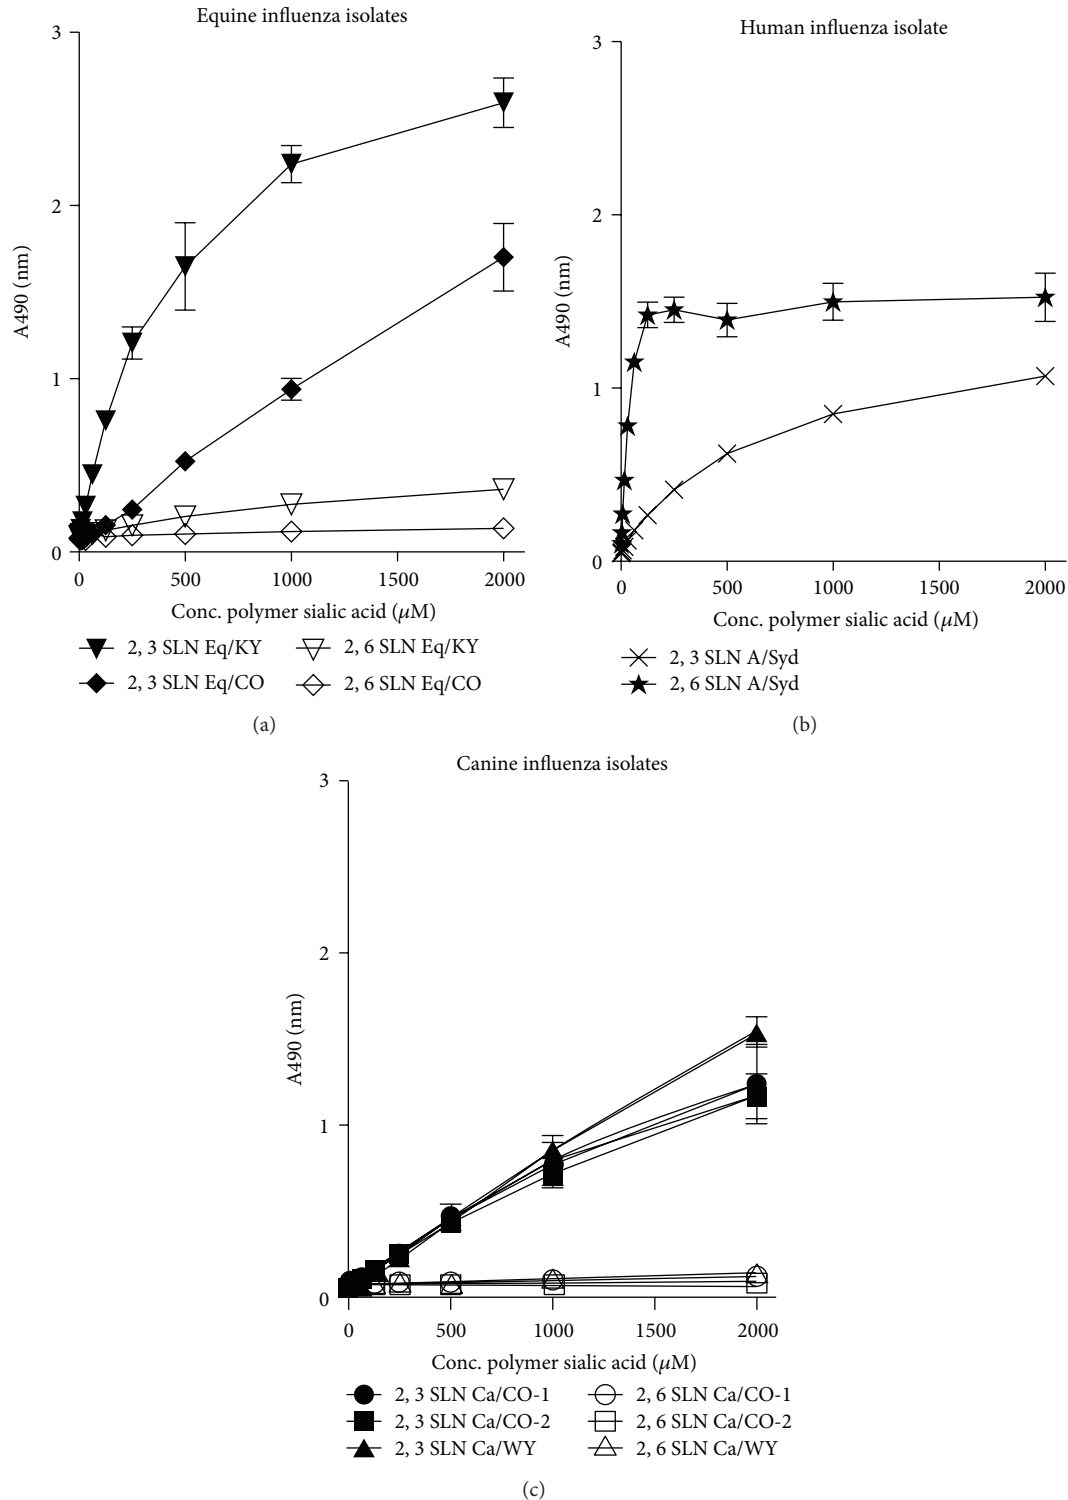 Equine influenza isolates
3
2
1
0
A490 (nm)
0 500 1000 1500 2000
Conc. polymer sialic acid (μM)
2, 3 SLN Eq/KY 2, 6 SLN Eq/KY
2, 3 SLN Eq/CO 2, 6 SLN Eq/CO
(a)
Human influenza isolate
3
2
1
0
A490 (nm)
0 500 1000 1500 2000
Conc. polymer sialic acid (μM)
2, 3 SLN A/Syd
2, 6 SLN A/Syd
(b)
Canine influenza isolates
3
2
1
0
A490 (nm)
0 500 1000 1500 2000
Conc. polymer sialic acid (μM)
2, 3 SLN Ca/CO-1 2, 6 SLN Ca/CO-1
2, 3 SLN Ca/CO-2 2, 6 SLN Ca/CO-2
2, 3 SLN Ca/WY 2, 6 SLN Ca/WY
(c)